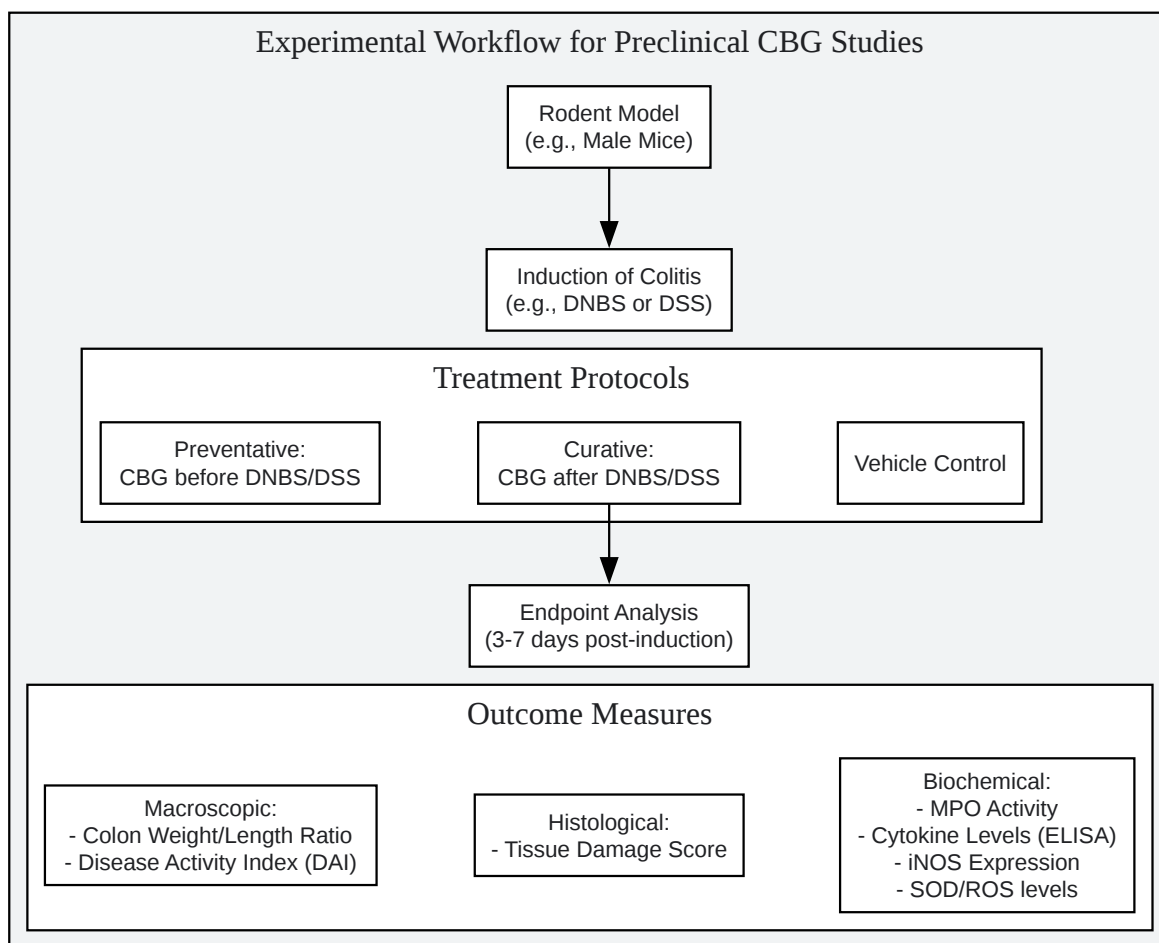 Experimental Workflow for Preclinical CBG Studies
Rodent Model
(e.g., Male Mice)
Induction of Colitis
(e.g., DNBS or DSS)
Treatment Protocols
Preventative:
CBG before DNBS/DSS
Curative:
CBG after DNBS/DSS
Vehicle Control
Endpoint Analysis
(3-7 days post-induction)
Outcome Measures
Macroscopic:
- Colon Weight/Length Ratio
- Disease Activity Index (DAI)
Histological:
- Tissue Damage Score
Biochemical:
- MPO Activity
- Cytokine Levels (ELISA)
- iNOS Expression
- SOD/ROS levels